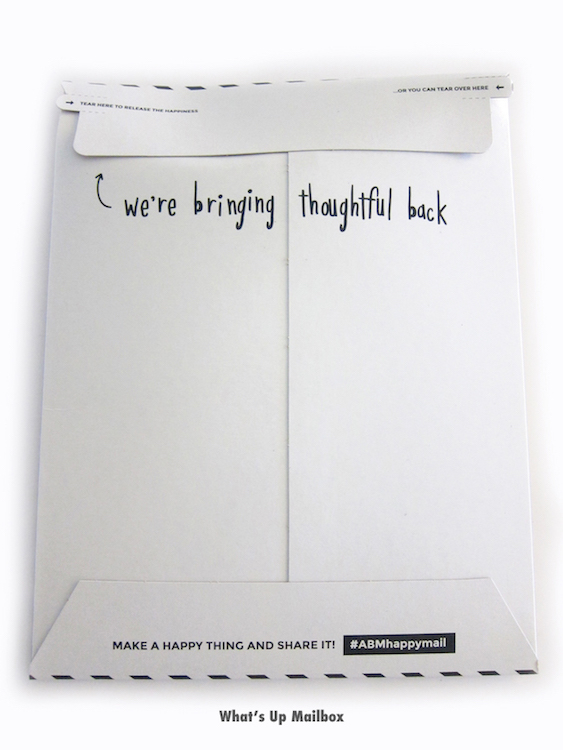 ...OR YOU CAN TEAR OVER HERE ←
→ TEAR HERE TO RELEASE THE HAPPINESS
we're bringing thoughtful back
MAKE A HAPPY THING AND SHARE IT! #ABMhappymail
What's Up Mailbox